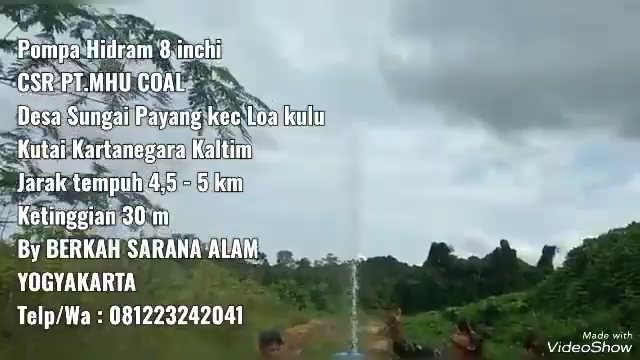 Pompa Hidram 8 inchi
CSR PT.MHU COAL
Desa Sungai Payang kec Loa kulu
Kutai Kartanegara Kaltim
Jarak tempuh 4,5 - 5 km
Ketinggian 30 m
By BERKAH SARANA ALAM
YOGYAKARTA
Telp/Wa : 081223242041
Made with
VideoShow